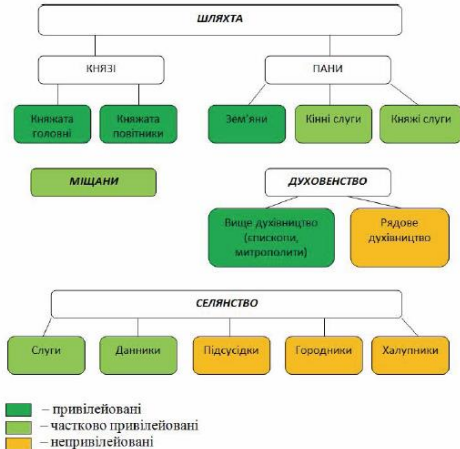 ШЛЯХТА
КНЯЗІ
ПАНИ
Княжата
головні
Княжата
повітники
Зем'яни
Кінні слуги
Княжі слуги
МІЩАНИ
ДУХОВЕНСТВО
Вище духівництво
(єпископи,
митрополити)
Рядове
духівництво
СЕЛЯНСТВО
Слуги
Данники
Підсусідки
Городники
Халупники
– привілейовані
– частково привілейовані
– непривілейовані